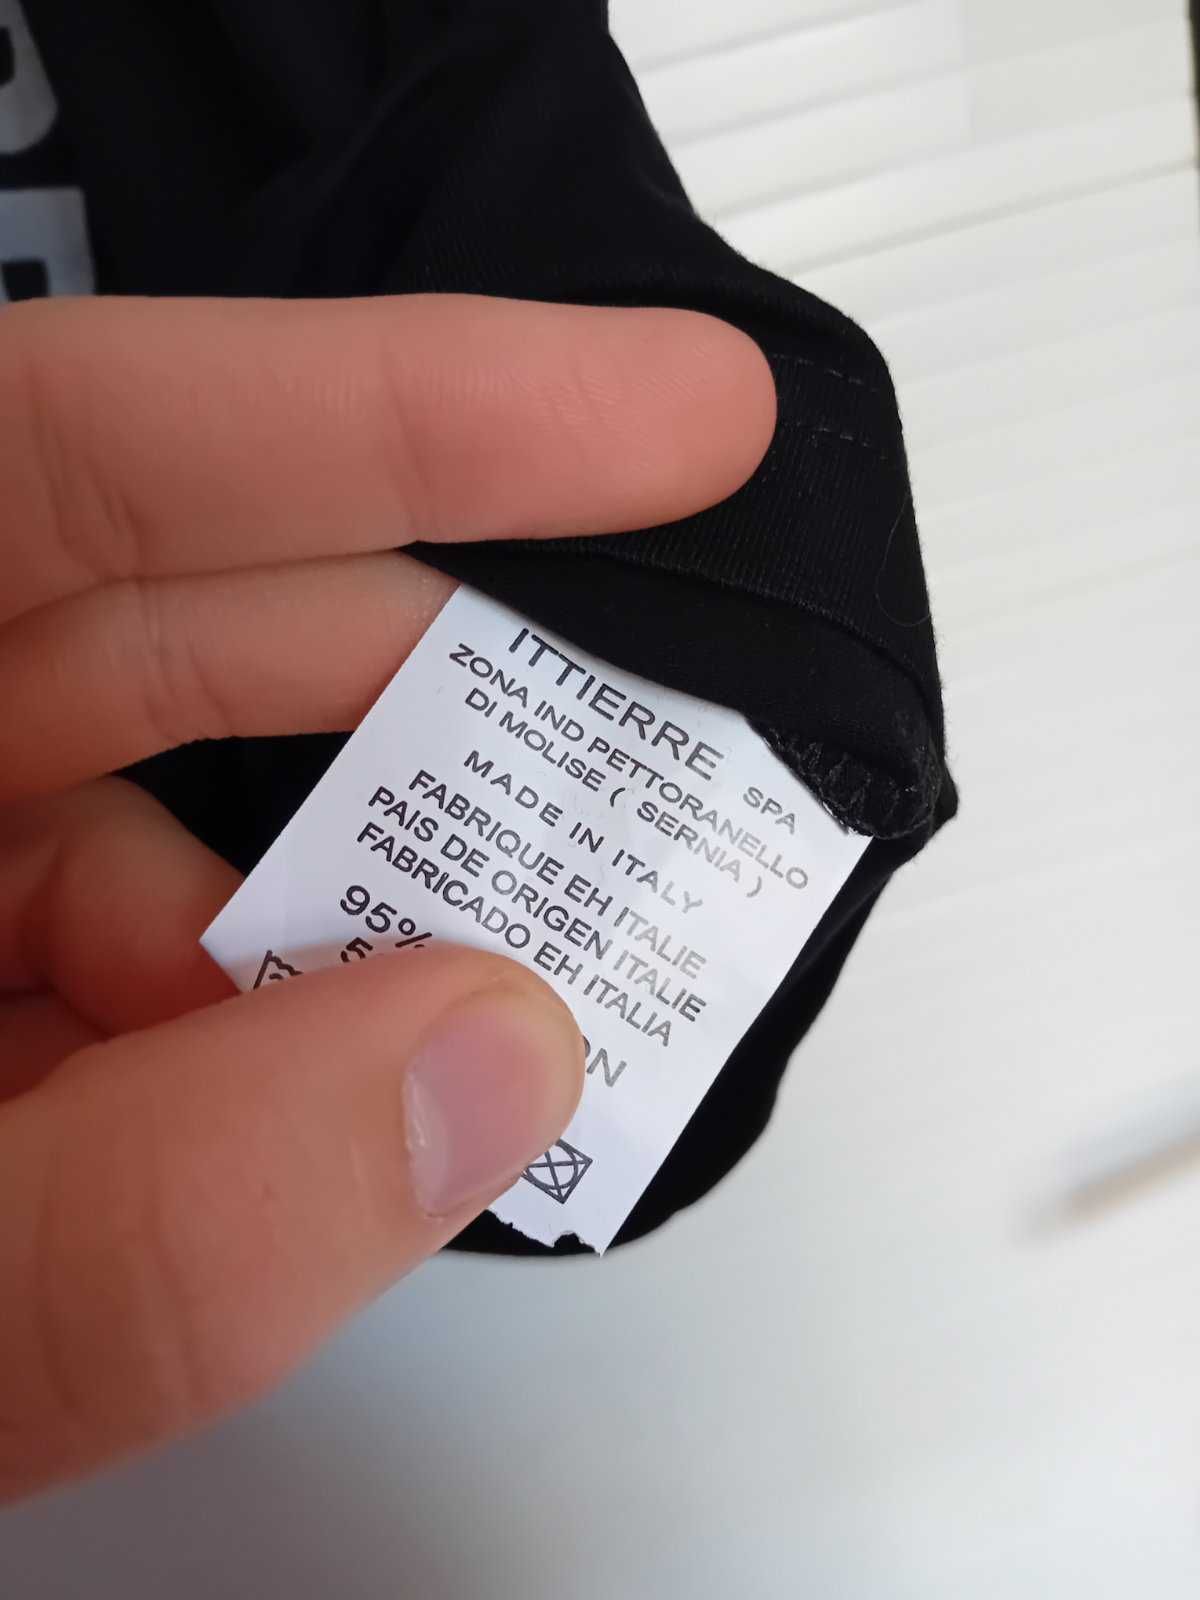 ITTIERRE SPA
ZONA IND PETTORANELLO
DI MOLISE ( SERNIA )
MADE IN ITALY
FABRIQUE EH ITALIE
PAIS DE ORIGEN ITALIE
FABRICADO EH ITALIA
95%
5